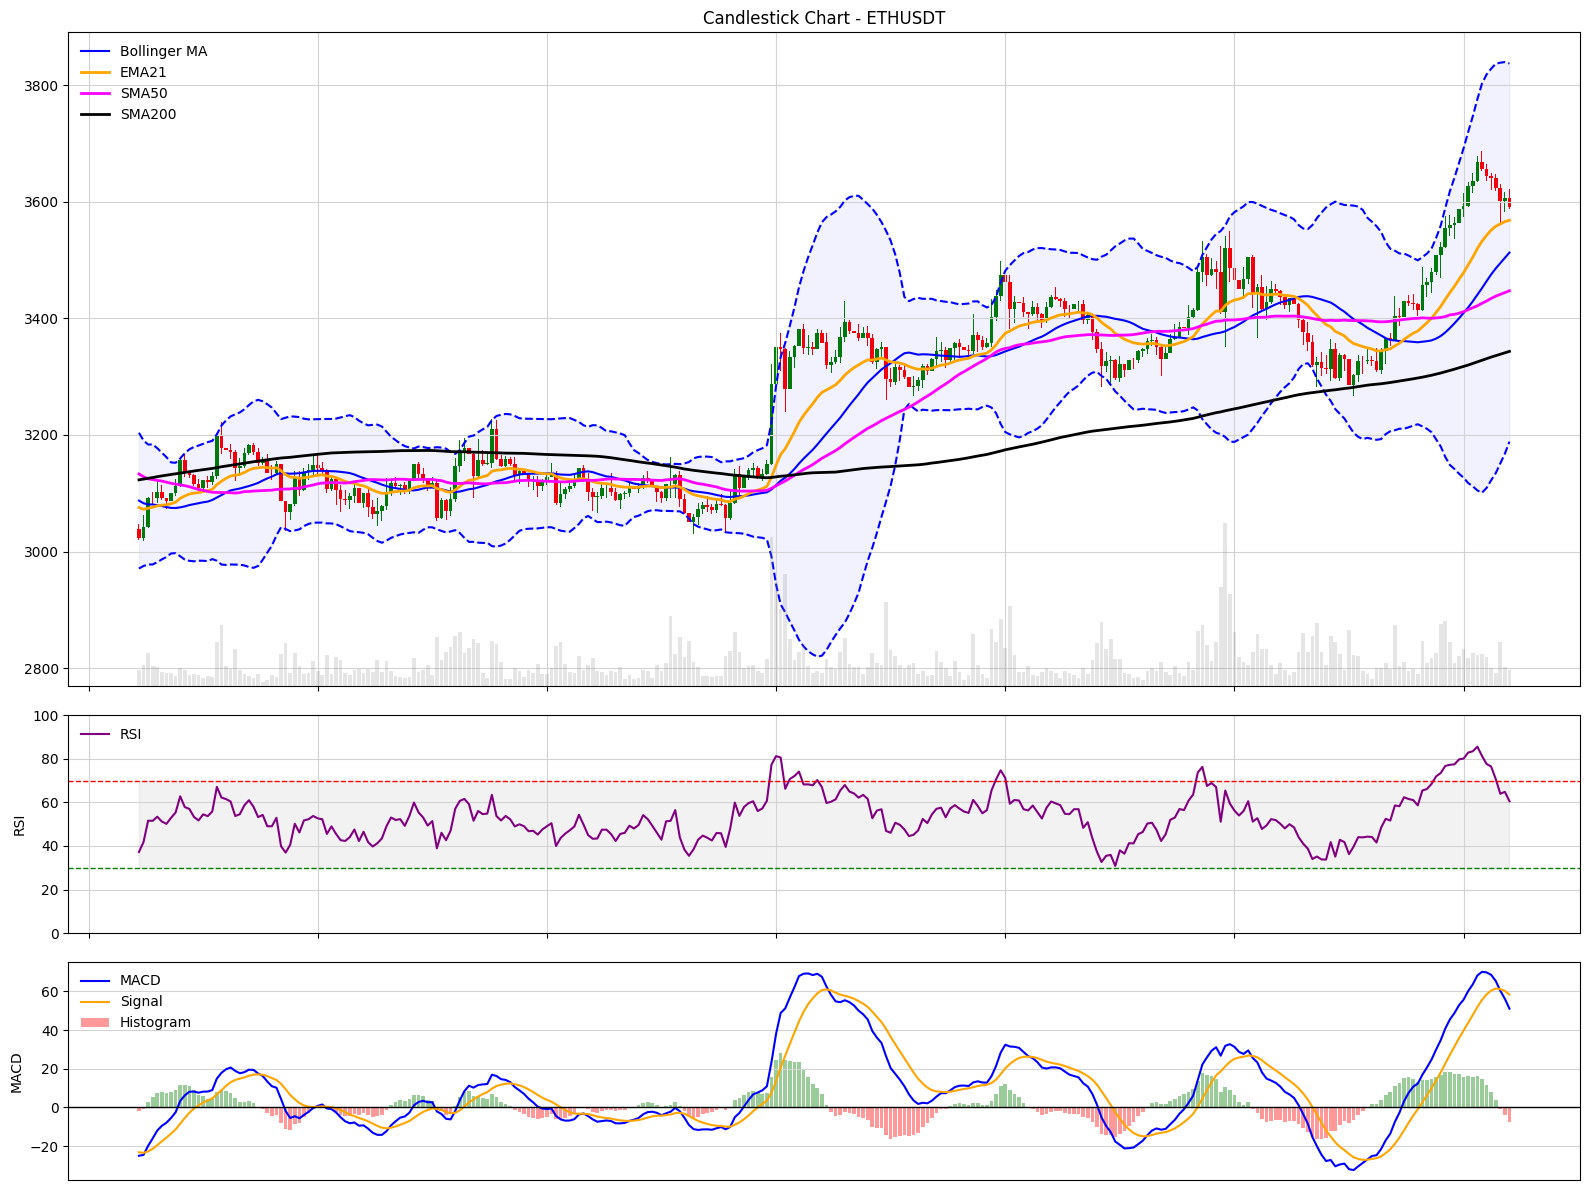 Candlestick Chart - ETHUSDT
Bollinger MA
EMA21
SMA50
SMA200
3800
3600
3400
3200
3000
2800
RSI
100
80
60
40
20
0
RSI
MACD
Signal
Histogram
60
40
20
0
−20
MACD